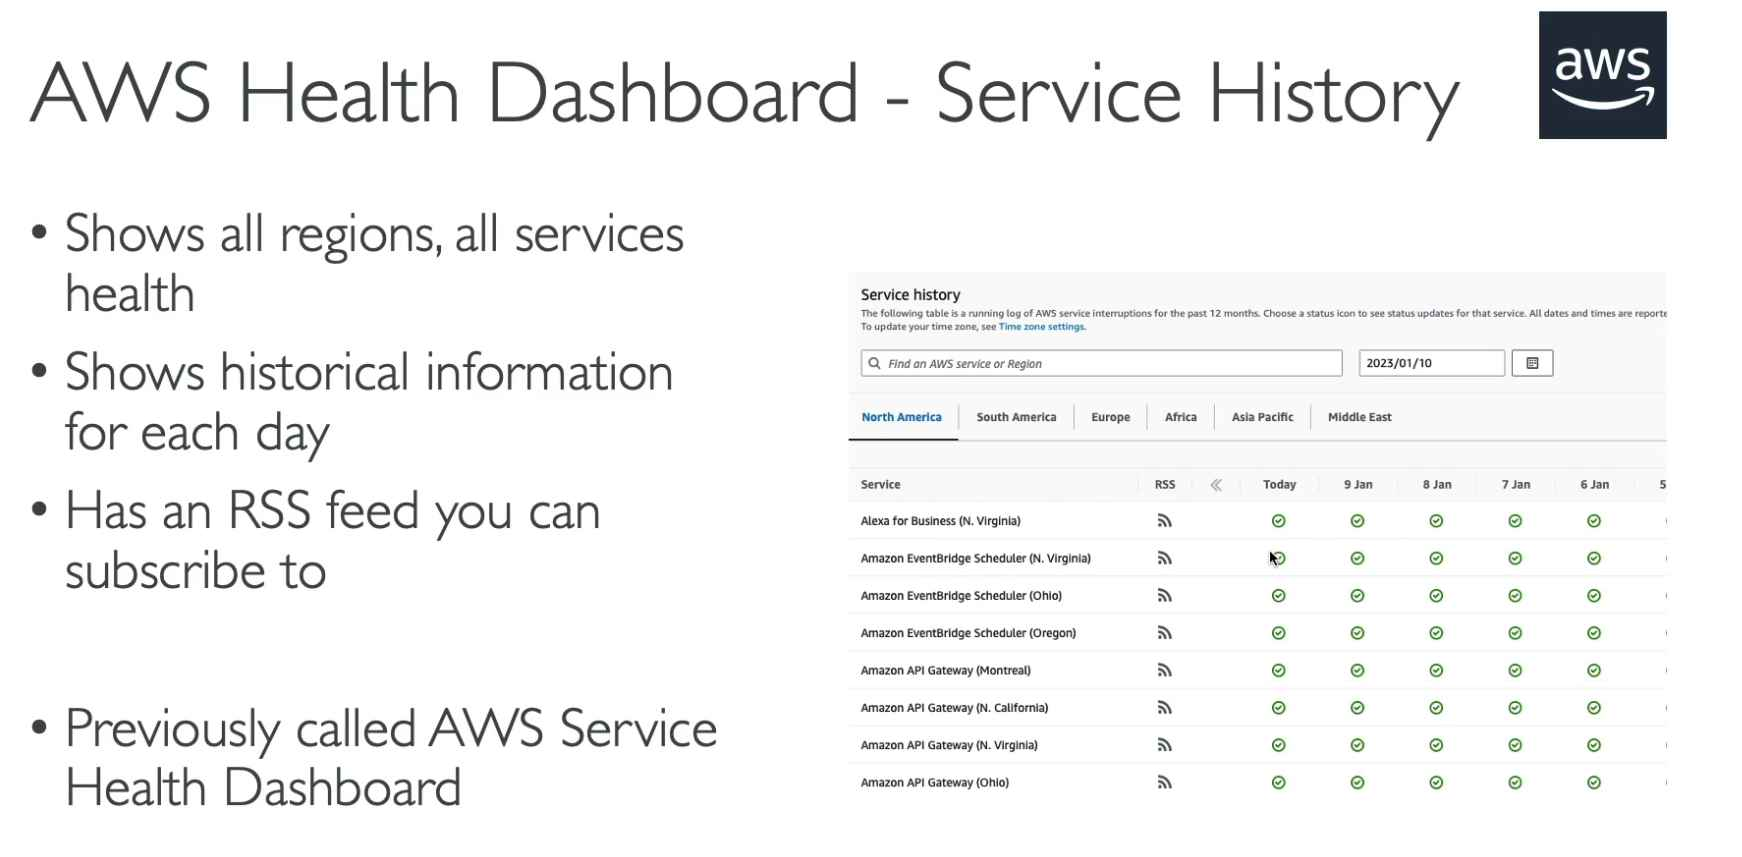 AWS Health Dashboard - Service History
aws
• Shows all regions, all services
health
• Shows historical information
for each day
• Has an RSS feed you can
subscribe to
• Previously called AWS Service
Health Dashboard
Service history
The following table is a running log of AWS service interruptions for the past 12 months. Choose a status icon to see status updates for that service. All dates and times are reporte
To update your time zone, see Time zone settings.
Find an AWS service or Region
2023/01/10
North America South America Europe Africa Asia Pacific Middle East
Service RSS Today 9 Jan 8 Jan 7 Jan 6 Jan 5
Alexa for Business (N. Virginia)
Amazon EventBridge Scheduler (N. Virginia)
Amazon EventBridge Scheduler (Ohio)
Amazon EventBridge Scheduler (Oregon)
Amazon API Gateway (Montreal)
Amazon API Gateway (N. California)
Amazon API Gateway (N. Virginia)
Amazon API Gateway (Ohio)